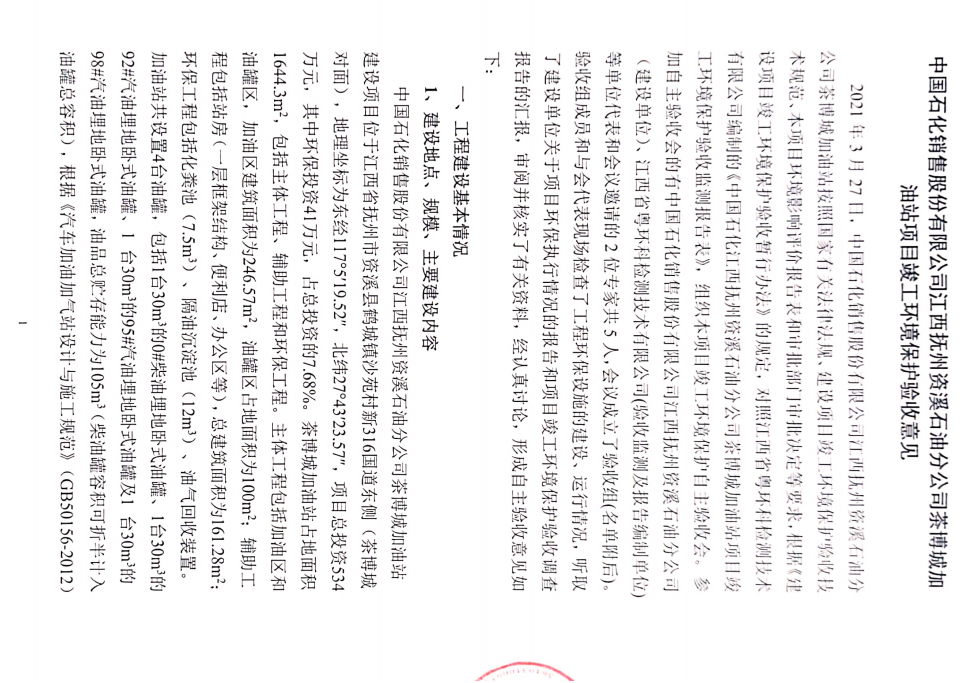 中国石化销售股份有限公司江西抚州资溪石油分公司茶博城加
油站项目竣工环境保护验收意见
2021 年 3 月 27 日，中国石化销售股份有限公司江西抚州资溪石油分
公司茶博城加油站按照国家有关法律法规、建设项目竣工环境保护验收技
术规范、本项目环境影响评价报告表和审批部门审批决定等要求，根据《建
设项目竣工环境保护验收暂行办法》的规定，对照江西省粤环科检测技术
有限公司编制的《中国石化江西抚州资溪石油分公司茶博城加油站项目竣
工环境保护验收监测报告表》，组织本项目竣工环境保护自主验收会。参
加自主验收会的有中国石化销售股份有限公司江西抚州资溪石油分公司
（建设单位）、江西省粤环科检测技术有限公司(验收监测及报告编制单位)
等单位代表和会议邀请的 2 位专家共 5 人，会议成立了验收组(名单附后)。
验收组成员和与会代表现场检查了工程环保设施的建设、运行情况，听取
了建设单位关于项目环保执行情况的报告和项目竣工环境保护验收调查
报告的汇报，审阅并核实了有关资料，经认真讨论，形成自主验收意见如
下：
一、工程建设基本情况
1、建设地点、规模、主要建设内容
中国石化销售股份有限公司江西抚州资溪石油分公司茶博城加油站
建设项目位于江西省抚州市资溪县鹤城镇沙苑村新316国道东侧（茶博城
对面），地理坐标为东经117°5′19.52″，北纬27°43′23.57″，项目总投资534
万元，其中环保投资41万元，占总投资的7.68%。茶博城加油站占地面积
1644.3m²，包括主体工程、辅助工程和环保工程。主体工程包括加油区和
油罐区，加油区建筑面积为246.57m²，油罐区占地面积为100m²；辅助工
程包括站房（一层框架结构、便利店、办公区等），总建筑面积为161.28m²；
环保工程包括化粪池（7.5m³）、隔油沉淀池（12m³）、油气回收装置。
加油站共设置4台油罐，包括1台30m³的0#柴油埋地卧式油罐、1台30m³的
92#汽油埋地卧式油罐、1 台30m³的95#汽油埋地卧式油罐及1 台30m³的
98#汽油埋地卧式油罐，油品总贮存能力为105m³（柴油罐容积可折半计入
油罐总容积），根据《汽车加油加气站设计与施工规范》（GB50156-2012）
1